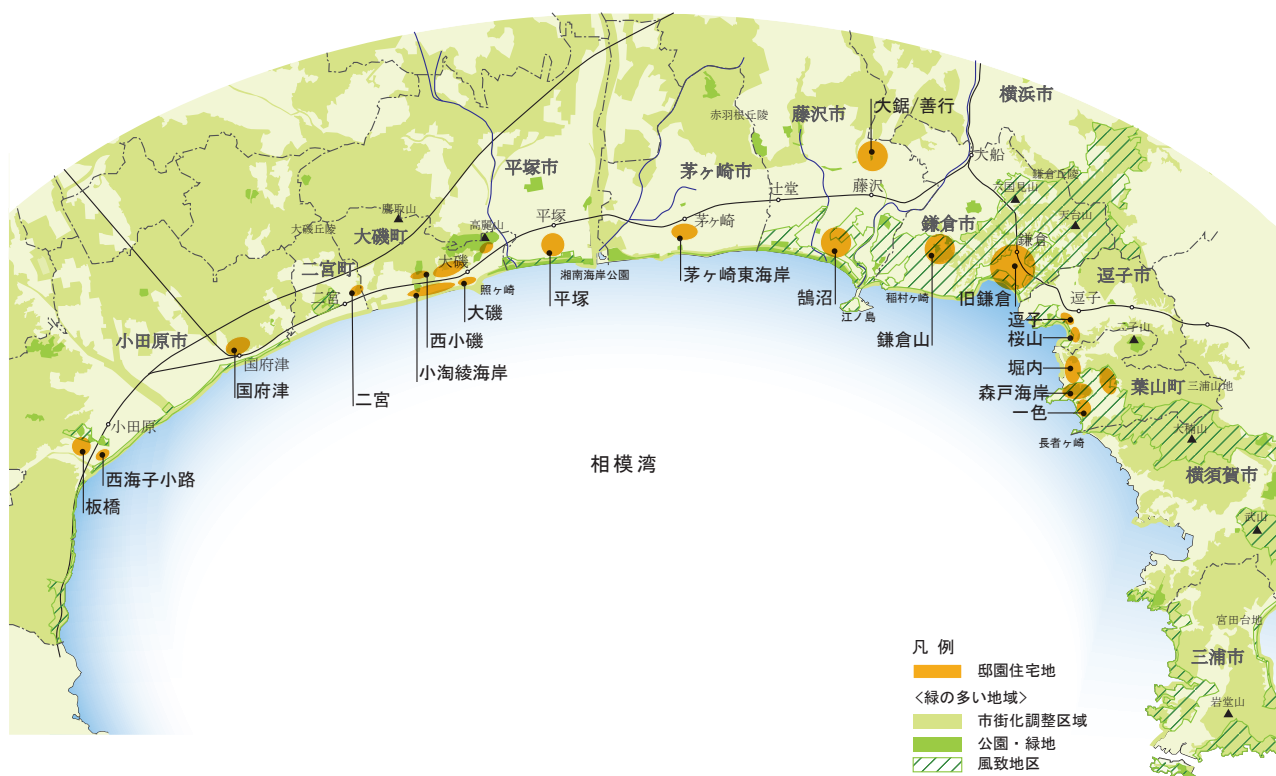 横浜市
大鋸/善行
赤羽根丘陵
藤沢市
大船
平塚市
茅ヶ崎市
鎌倉丘陵
六国見山
辻堂
藤沢
鷹取山
天台山
平塚
茅ヶ崎
鎌倉市
大磯丘陵
大磯町
高麗山
鎌倉
大磯
二宮町
逗子市
湘南海岸公園
照ヶ崎
二宮
平塚
茅ヶ崎東海岸
鵠沼
江ノ島
稲村ヶ崎
旧鎌倉
逗子
大磯
逗子
二子山
小田原市
西小磯
鎌倉山
桜山
国府津
小淘綾海岸
堀内
国府津
二宮
森戸海岸
葉山町
三浦山地
一色
小田原
大楠山
長者ヶ崎
相模湾
西海子小路
横須賀市
板橋
武山
宮田台地
三浦市
岩堂山
凡 例
邸園住宅地
<緑の多い地域>
市街化調整区域
公園・緑地
風致地区